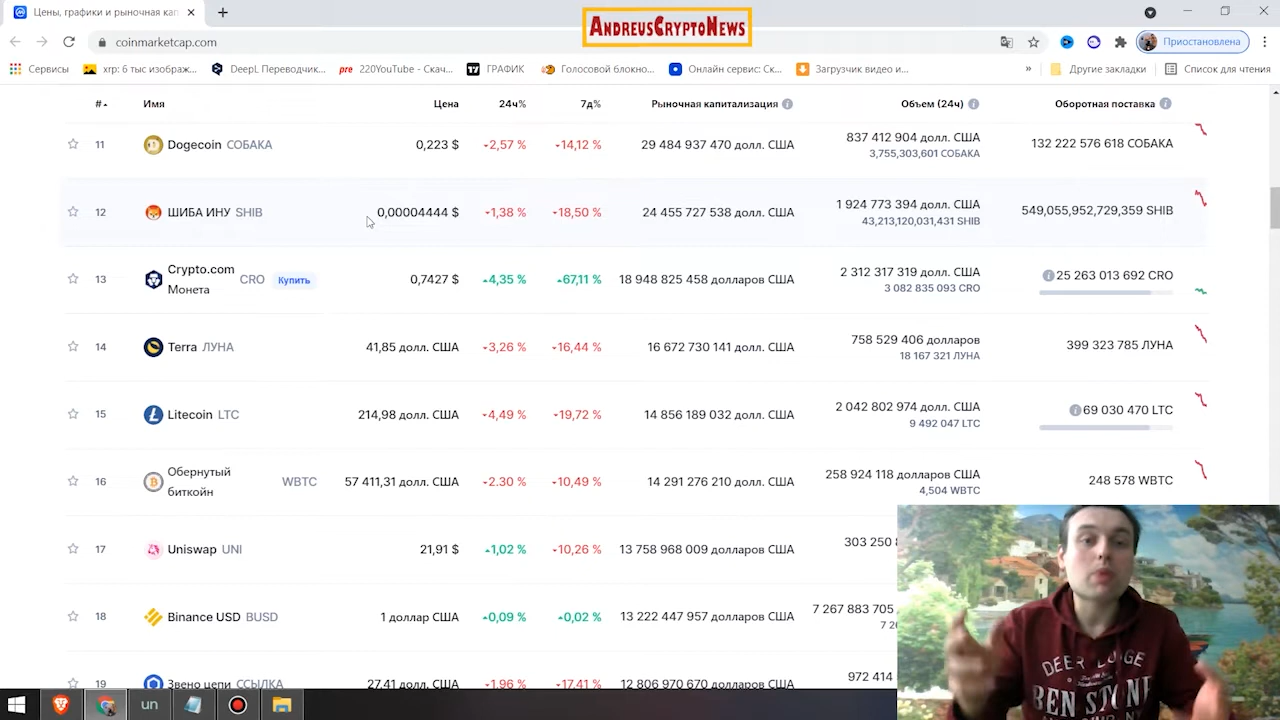 Цены, графики и рыночная кап
ANDREUSCRYPTONEWS
coinmarketcap.com
Приостановлена
Сервисы
xrp: 6 тыс изображ...
DeepL Переводчик...
pre 220YouTube - Скач...
ГРАФИК
Голосовой блокно...
Онлайн сервис: Ск...
Загрузчик видео и...
»
Другие закладки
Список для чтения
# Имя Цена 24ч% 7д% Рыночная капитализация Объем (24ч) Оборотная поставка
11 Dogecoin СОБАКА 0,223 $ 2,57 % 14,12 % 29 484 937 470 долл. США 837 412 904 долл. США 132 222 576 618 СОБАКА
3,755,303,601 СОБАКА
12 ШИБА ИНУ SHIB 0,00004444 $ 1,38 % 18,50 % 24 455 727 538 долл. США 1 924 773 394 долл. США 549,055,952,729,359 SHIB
43,213,120,031,431 SHIB
13 Crypto.com Монета CRO Купить 0,7427 $ 4,35 % 67,11 % 18 948 825 458 долларов США 2 312 317 319 долл. США 25 263 013 692 CRO
3 082 835 093 CRO
14 Terra ЛУНА 41,85 долл. США 3,26 % 16,44 % 16 672 730 141 долл. США 758 529 406 долларов 399 323 785 ЛУНА
18 167 321 ЛУНА
15 Litecoin LTC 214,98 долл. США 4,49 % 19,72 % 14 856 189 032 долл. США 2 042 802 974 долл. США 69 030 470 LTC
9 492 047 LTC
16 Обернутый биткойн WBTC 57 411,31 долл. США 2.30 % 10,49 % 14 291 276 210 долл. США 258 924 118 долларов США 248 578 WBTC
4,504 WBTC
17 Uniswap UNI 21,91 $ 1,02 % 10,26 % 13 758 968 009 долларов США 303 250
18 Binance USD BUSD 1 доллар США 0,09 % 0,02 % 13 222 447 957 долларов США 7 267 883 705
19 Звено цепи ССЫЛКА 27,41 долл. США 1.96 % 17,41 % 12 806 970 670 долларов США 972 414
un
DEER LODGE
BEN STONE